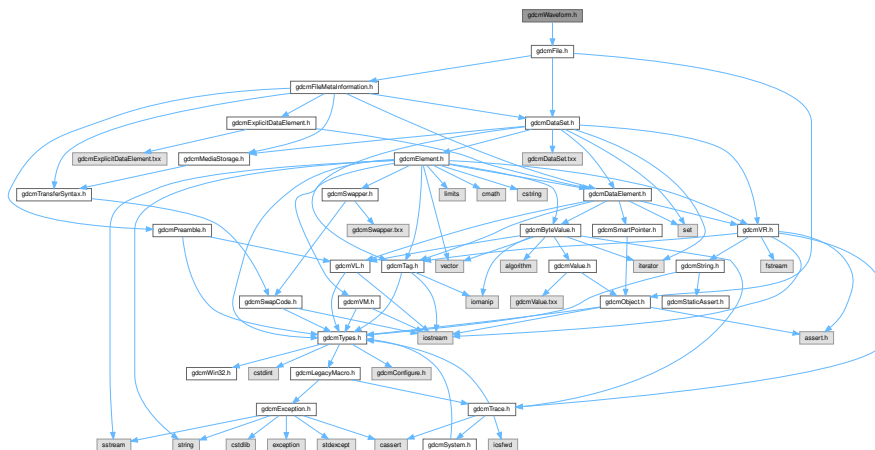 gdcmWaveform.h
gdcmFile.h
gdcmFileMetaInformation.h
gdcmExplicitDataElement.h
gdcmDataSet.h
gdcmExplicitDataElement.txx
gdcmMediaStorage.h
gdcmElement.h
gdcmDataSet.txx
gdcmTransferSyntax.h
gdcmSwapper.h
limits
cmath
cstring
gdcmDataElement.h
gdcmPreamble.h
gdcmSwapper.txx
gdcmByteValue.h
gdcmSmartPointer.h
set
gdcmVR.h
gdcmVL.h
gdcmTag.h
vector
algorithm
gdcmValue.h
iterator
gdcmString.h
fstream
gdcmSwapCode.h
gdcmVM.h
iomanip
gdcmValue.txx
gdcmObject.h
gdcmStaticAssert.h
gdcmTypes.h
iostream
assert.h
gdcmWin32.h
cstdint
gdcmLegacyMacro.h
gdcmConfigure.h
gdcmException.h
gdcmTrace.h
sstream
string
cstdlib
exception
stdexcept
cassert
gdcmSystem.h
iosfwd